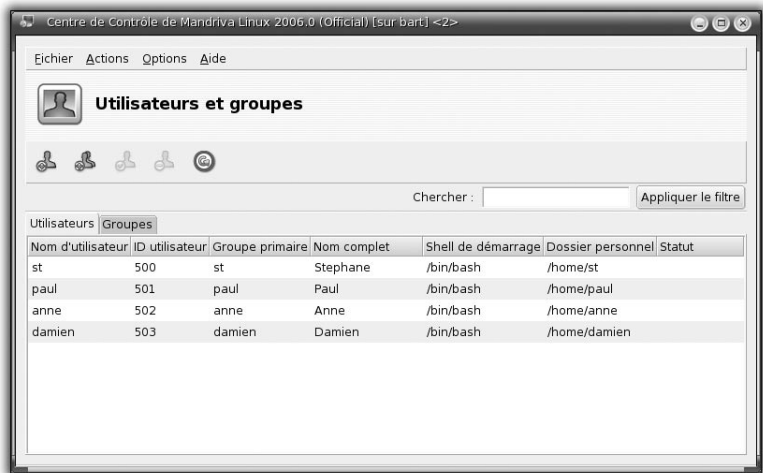 Centre de Contrôle de Mandriva Linux 2006.0 (Official) [sur bart] <2>
Fichier Actions Options Aide
Utilisateurs et groupes
Chercher : Appliquer le filtre
Utilisateurs Groupes
Nom d'utilisateur ID utilisateur Groupe primaire Nom complet Shell de démarrage Dossier personnel Statut
st 500 st Stephane /bin/bash /home/st
paul 501 paul Paul /bin/bash /home/paul
anne 502 anne Anne /bin/bash /home/anne
damien 503 damien Damien /bin/bash /home/damien